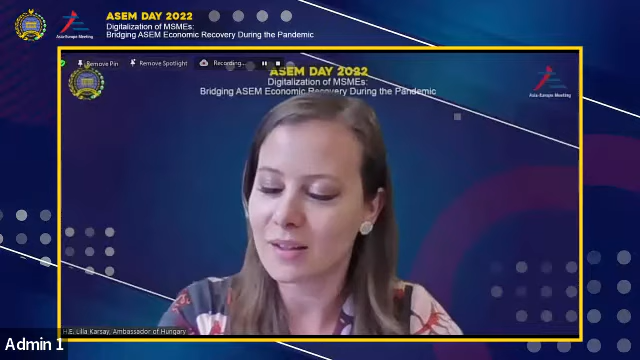 ASEM DAY 2022
Digitalization of MSMEs:
Bridging ASEM Economic Recovery During the Pandemic
Asia-Europe Meeting
Remove Pin
Remove Spotlight
Recording...
ASEM DAY 2022
Digitalization of MSMEs:
Bridging ASEM Economic Recovery During the Pandemic
Asia-Europe Meeting
H.E. Lilla Karsay, Ambassador of Hungary
Admin 1